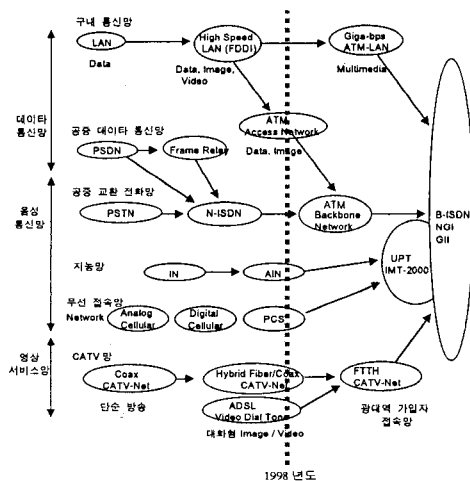 구내 통신망
LAN
Data
High Speed
LAN (FDDI)
Data, Image,
Video
Giga-bps
ATM-LAN
Multimedia
데이타
통신망
ATM
Access Network
Data, Image
공중 데이타 통신망
PSDN
Frame Relay
음성
통신망
공중 교환 전화망
PSTN
N-ISDN
ATM
Backbone
Network
B-ISDN
NGI
GII
UPT
IMT-2000
지능망
IN
AIN
무선 접속망
Network
Analog
Cellular
Digital
Cellular
PCS
영상
서비스망
CATV 망
Coax
CATV-Net
단순 방송
Hybrid Fiber/Coax
CATV-Net
ADSL
Video Dial Tone
대화형 Image / Video
FTTH
CATV-Net
광대역 가입자
접속망
1998 년도